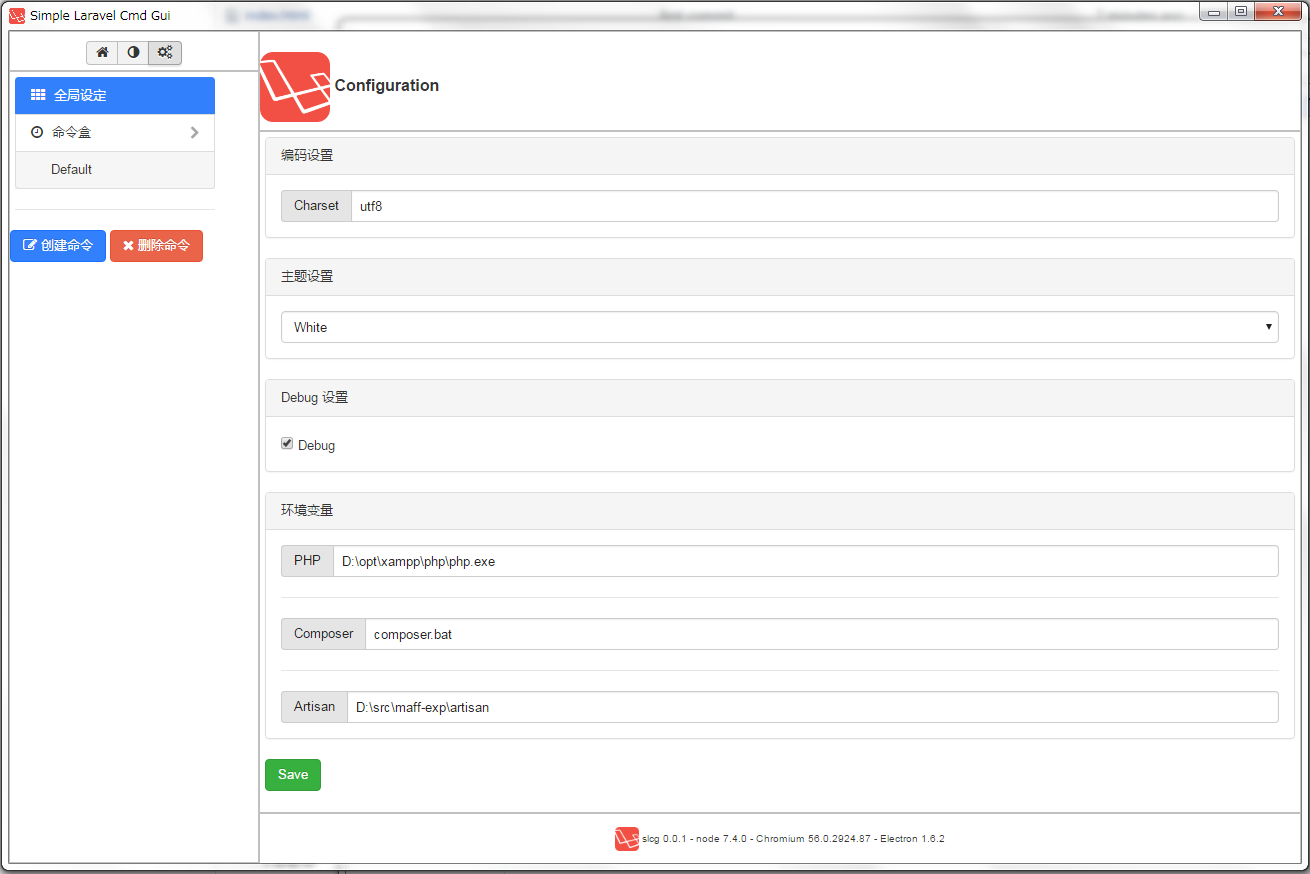 Simple Laravel Cmd Gui
全局设定
命令盒
Default
创建命令
删除命令
Configuration
编码设置
Charset
utf8
主题设置
White
Debug 设置
Debug
环境变量
PHP
D:\opt\xampp\php\php.exe
Composer
composer.bat
Artisan
D:\src\maff-exp\artisan
Save
slcg 0.0.1 - node 7.4.0 - Chromium 56.0.2924.87 - Electron 1.6.2